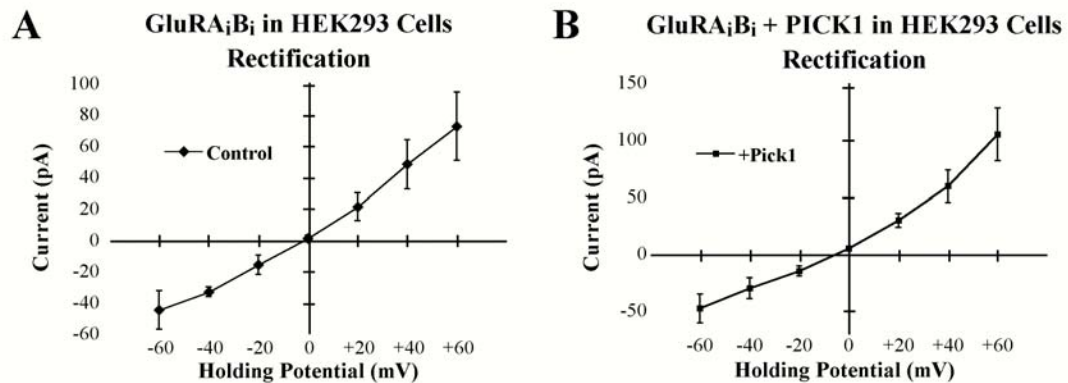 A
GluRAiBi in HEK293 Cells
Rectification
100
80
60
40
20
0
-20
-40
-60
Control
Current (pA)
-60 -40 -20 0 +20 +40 +60
Holding Potential (mV)
B
GluRAiBi + PICK1 in HEK293 Cells
Rectification
150
100
50
0
-50
+Pick1
Current (pA)
-60 -40 -20 0 +20 +40 +60
Holding Potential (mV)